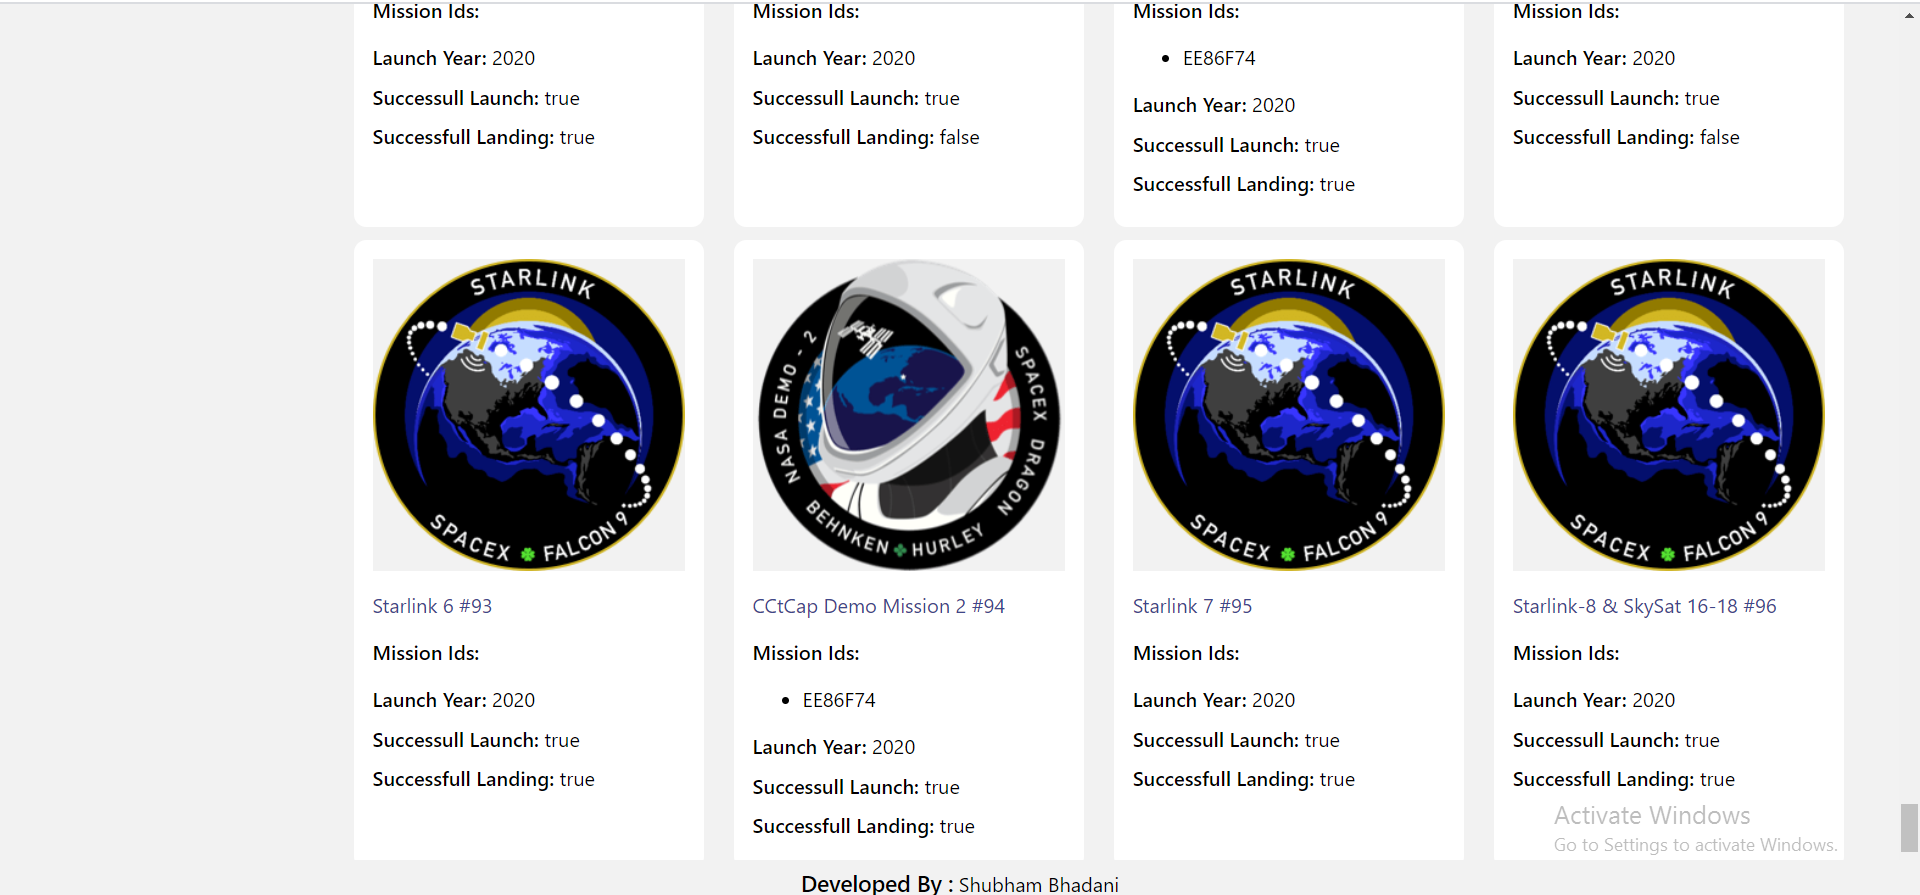 Mission Ids:
Launch Year: 2020
Successull Launch: true
Successfull Landing: true
Mission Ids:
Launch Year: 2020
Successull Launch: true
Successfull Landing: false
Mission Ids:
EE86F74
Launch Year: 2020
Successull Launch: true
Successfull Landing: true
Mission Ids:
Launch Year: 2020
Successull Launch: true
Successfull Landing: false
STARLINK
SPACEX FALCON 9
Starlink 6 #93
Mission Ids:
Launch Year: 2020
Successull Launch: true
Successfull Landing: true
NASA DEMO - 2
SPACEX DRAGON
BEHNKEN HURLEY
CCtCap Demo Mission 2 #94
Mission Ids:
EE86F74
Launch Year: 2020
Successull Launch: true
Successfull Landing: true
STARLINK
SPACEX FALCON 9
Starlink 7 #95
Mission Ids:
Launch Year: 2020
Successull Launch: true
Successfull Landing: true
STARLINK
SPACEX FALCON 9
Starlink-8 & SkySat 16-18 #96
Mission Ids:
Launch Year: 2020
Successull Launch: true
Successfull Landing: true
Activate Windows
Go to Settings to activate Windows.
Developed By : Shubham Bhadani